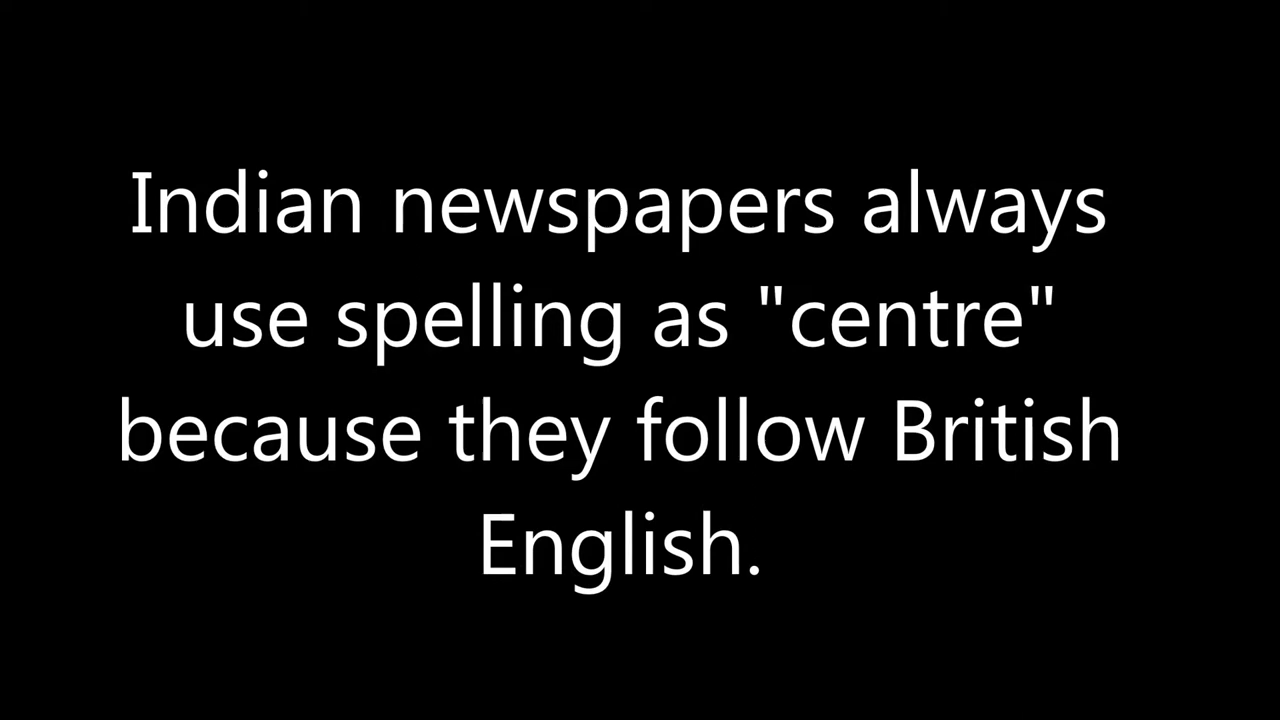 Indian newspapers always
use spelling as "centre"
because they follow British
English.